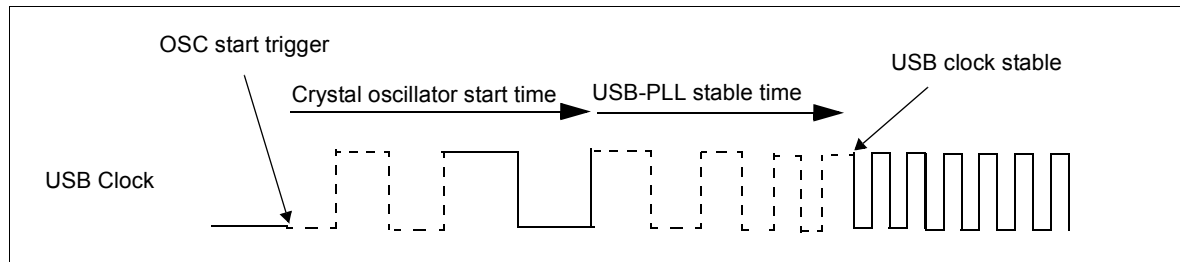 OSC start trigger
USB clock stable
Crystal oscillator start time
USB-PLL stable time
USB Clock